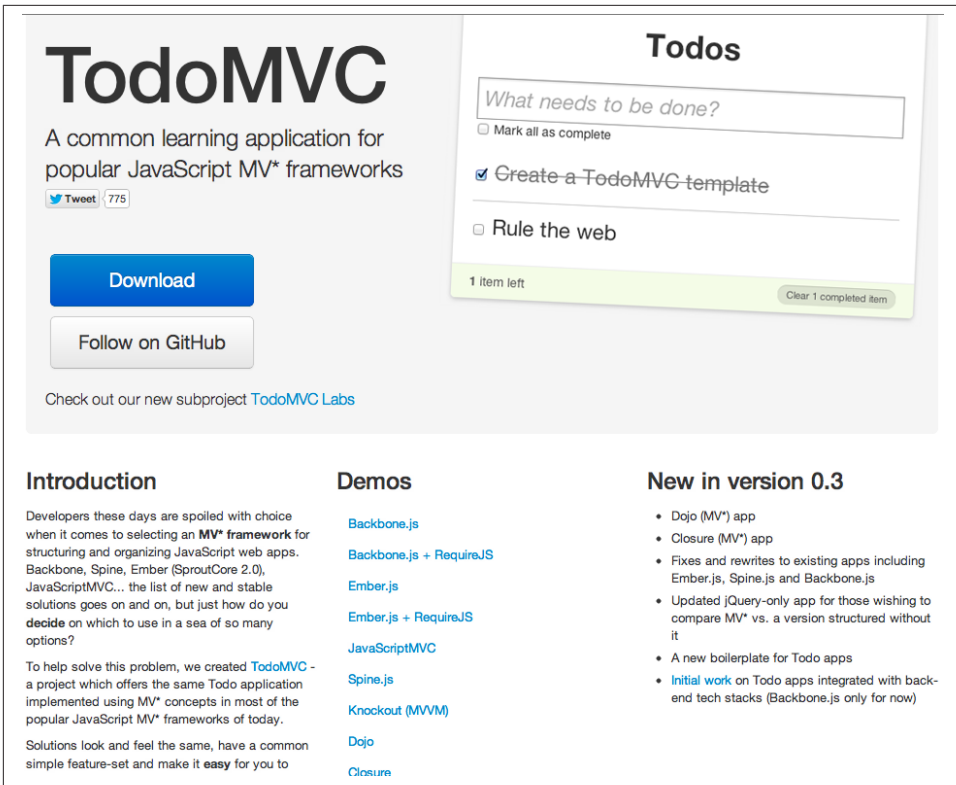 TodoMVC
A common learning application for
popular JavaScript MV* frameworks
Tweet 775
Download
Follow on GitHub
Check out our new subproject TodoMVC Labs
Todos
What needs to be done?
Mark all as complete
Create a TodoMVC template
Rule the web
1 item left
Clear 1 completed item
Introduction
Developers these days are spoiled with choice
when it comes to selecting an MV* framework for
structuring and organizing JavaScript web apps.
Backbone, Spine, Ember (SproutCore 2.0),
JavaScriptMVC... the list of new and stable
solutions goes on and on, but just how do you
decide on which to use in a sea of so many
options?
To help solve this problem, we created TodoMVC -
a project which offers the same Todo application
implemented using MV* concepts in most of the
popular JavaScript MV* frameworks of today.
Solutions look and feel the same, have a common
simple feature-set and make it easy for you to
Demos
Backbone.js
Backbone.js + RequireJS
Ember.js
Ember.js + RequireJS
JavaScriptMVC
Spine.js
Knockout (MVVM)
Dojo
Closure
New in version 0.3
• Dojo (MV*) app
• Closure (MV*) app
• Fixes and rewrites to existing apps including
Ember.js, Spine.js and Backbone.js
• Updated jQuery-only app for those wishing to
compare MV* vs. a version structured without
it
• A new boilerplate for Todo apps
• Initial work on Todo apps integrated with back-
end tech stacks (Backbone.js only for now)